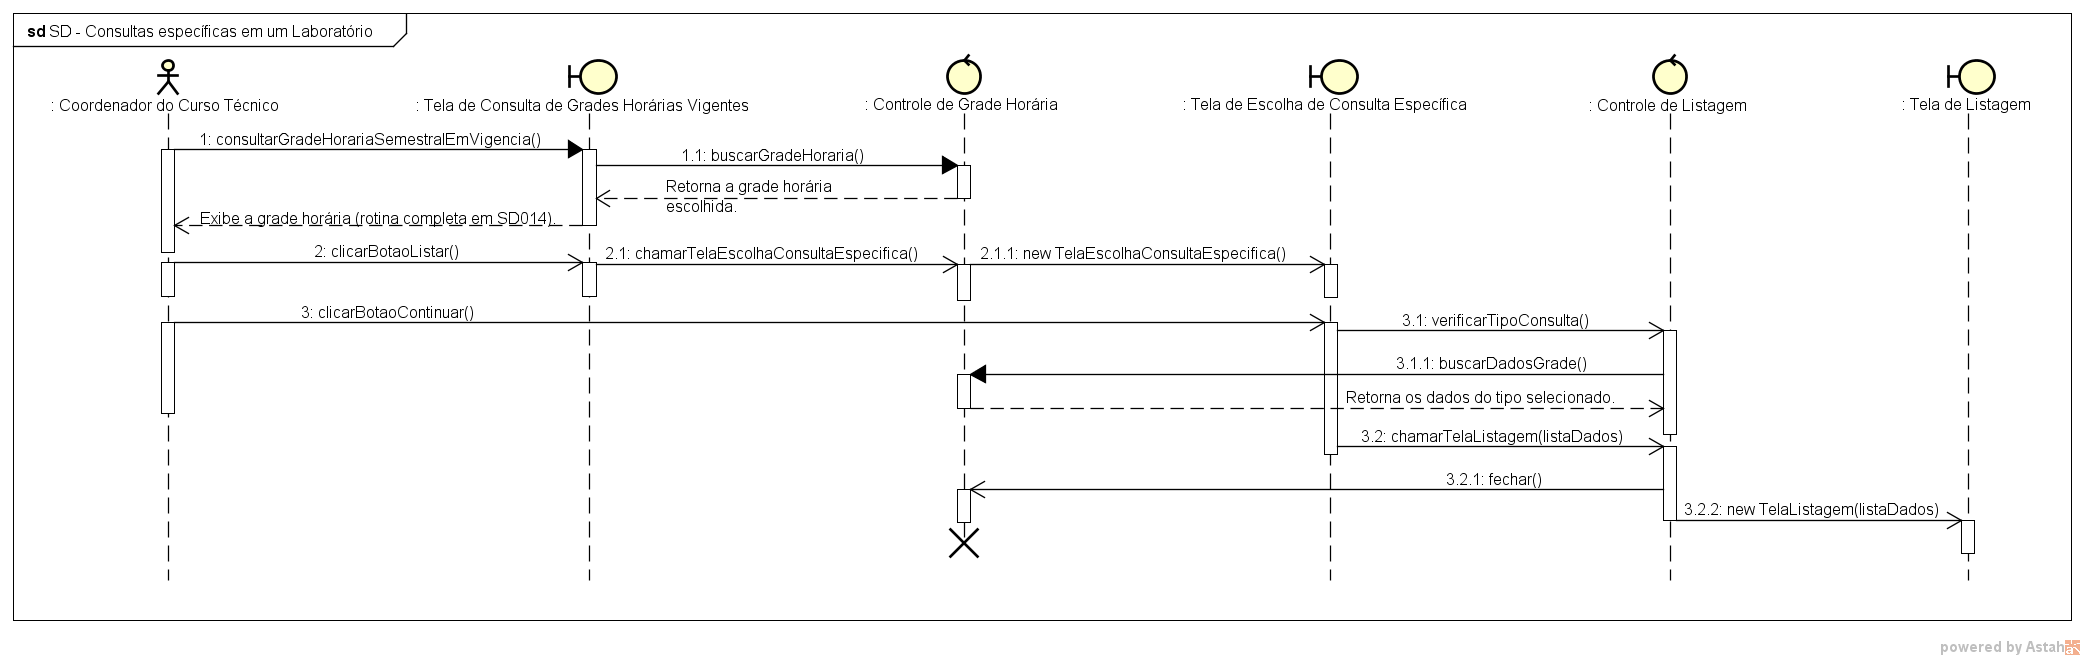 sd SD - Consultas específicas em um Laboratório
: Coordenador do Curso Técnico
: Tela de Consulta de Grades Horárias Vigentes
: Controle de Grade Horária
: Tela de Escolha de Consulta Específica
: Controle de Listagem
: Tela de Listagem
1: consultarGradeHorariaSemestralEmVigencia()
1.1: buscarGradeHoraria()
Retorna a grade horária
escolhida.
Exibe a grade horária (rotina completa em SD014).
2: clicarBotaoListar()
2.1: chamarTelaEscolhaConsultaEspecifica()
2.1.1: new TelaEscolhaConsultaEspecifica()
3: clicarBotaoContinuar()
3.1: verificarTipoConsulta()
3.1.1: buscarDadosGrade()
Retorna os dados do tipo selecionado.
3.2: chamarTelaListagem(listaDados)
3.2.1: fechar()
3.2.2: new TelaListagem(listaDados)
powered by Astah